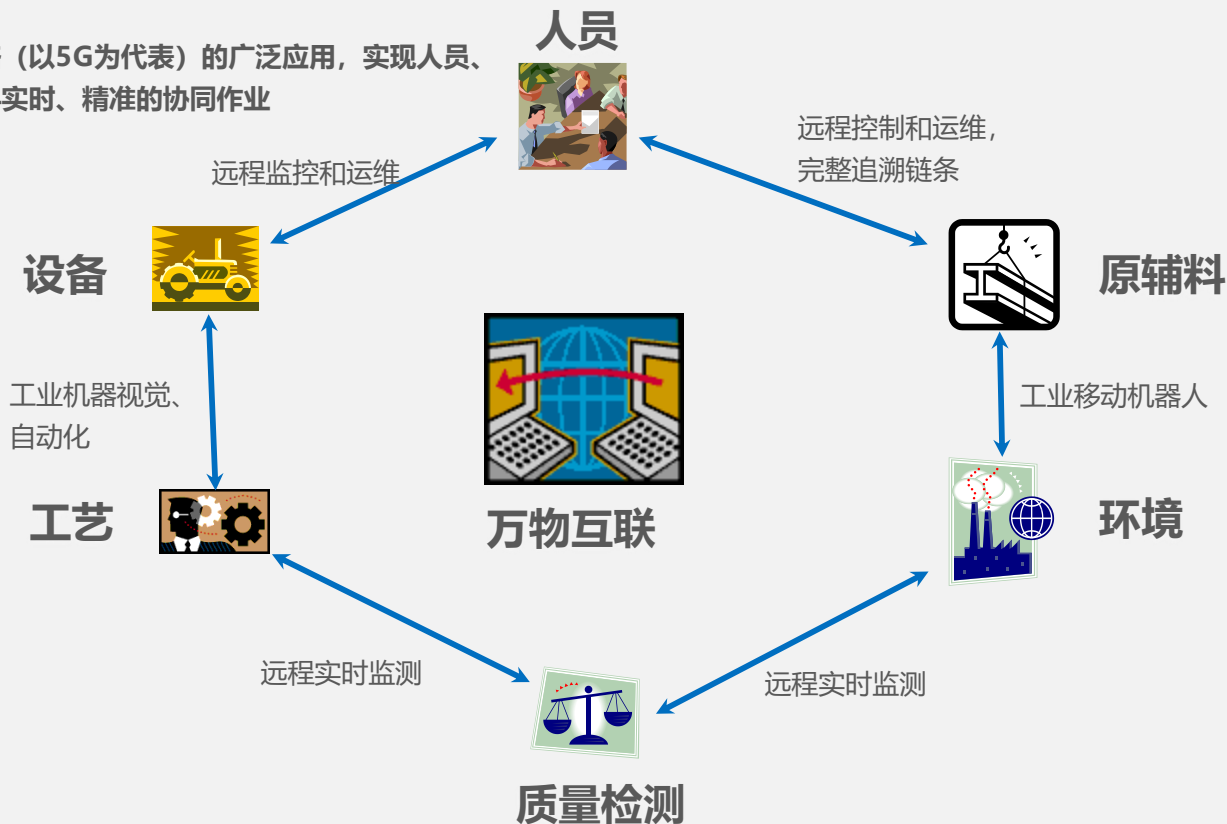 （以5G为代表）的广泛应用，实现人员、
实时、精准的协同作业
人员
远程监控和运维
远程控制和运维，
完整追溯链条
设备
原辅料
工业机器视觉、
自动化
工业移动机器人
工艺
万物互联
环境
远程实时监测
远程实时监测
质量检测